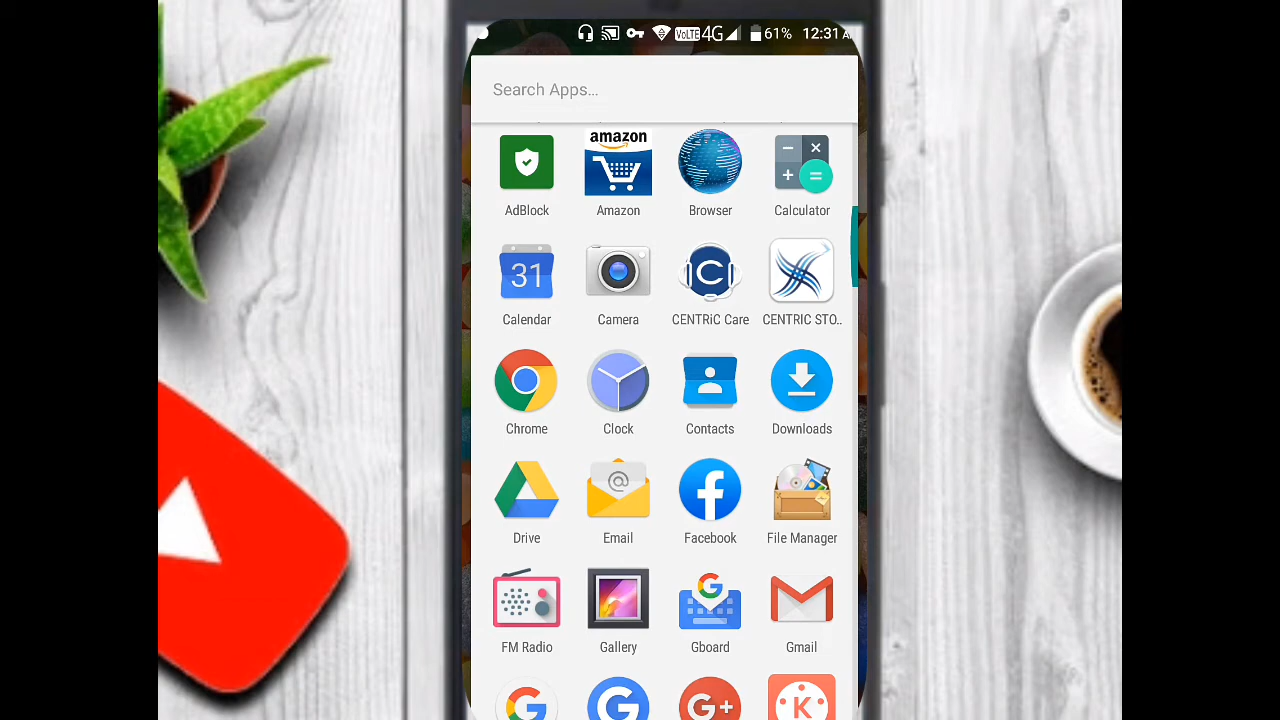 VoLTE 4G 61% 12:31
Search Apps...
amazon
AdBlock Amazon Browser Calculator
31
Calendar Camera CENTRiC Care CENTRIC STO..
Chrome Clock Contacts Downloads
@
Drive Email Facebook File Manager
G
FM Radio Gallery Gboard Gmail
G G G+ K